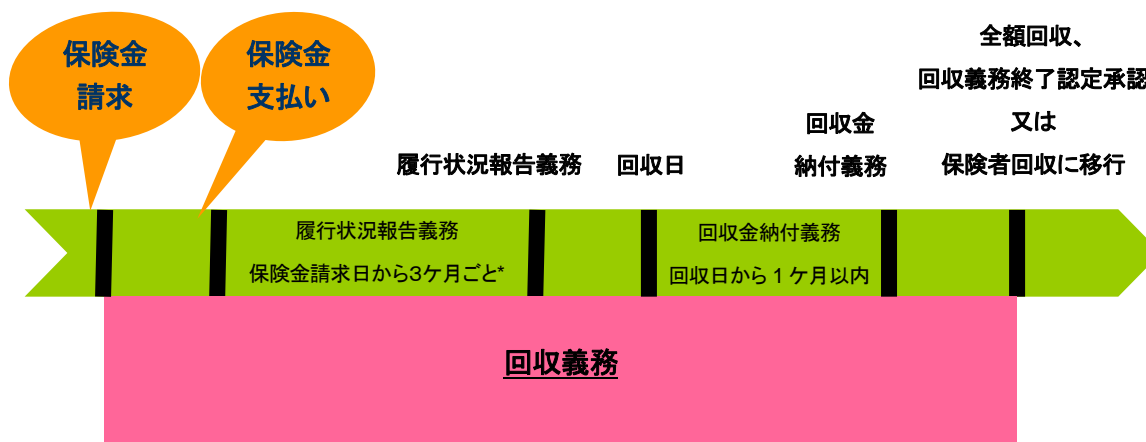 保険金
請求
保険金
支払い
全額回収、
回収義務終了認定承認
又は
保険者回収に移行
回収金
納付義務
履行状況報告義務
回収日
履行状況報告義務
保険金請求日から3ケ月ごと*
回収金納付義務
回収日から1ケ月以内
回収義務